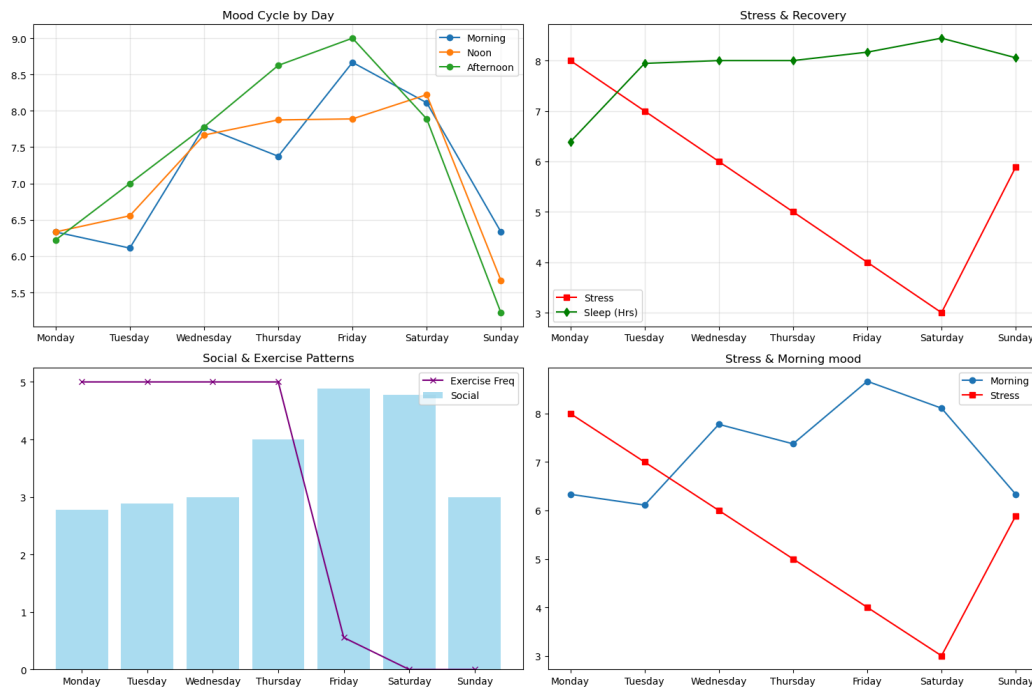 Mood Cycle by Day
9.0
8.5
8.0
7.5
7.0
6.5
6.0
5.5
Morning
Noon
Afternoon
Monday Tuesday Wednesday Thursday Friday Saturday Sunday
Stress & Recovery
8
7
6
5
4
3
Stress
Sleep (Hrs)
Monday Tuesday Wednesday Thursday Friday Saturday Sunday
Social & Exercise Patterns
5
4
3
2
1
0
Exercise Freq
Social
Monday Tuesday Wednesday Thursday Friday Saturday Sunday
Stress & Morning mood
8
7
6
5
4
3
Morning
Stress
Monday Tuesday Wednesday Thursday Friday Saturday Sunday